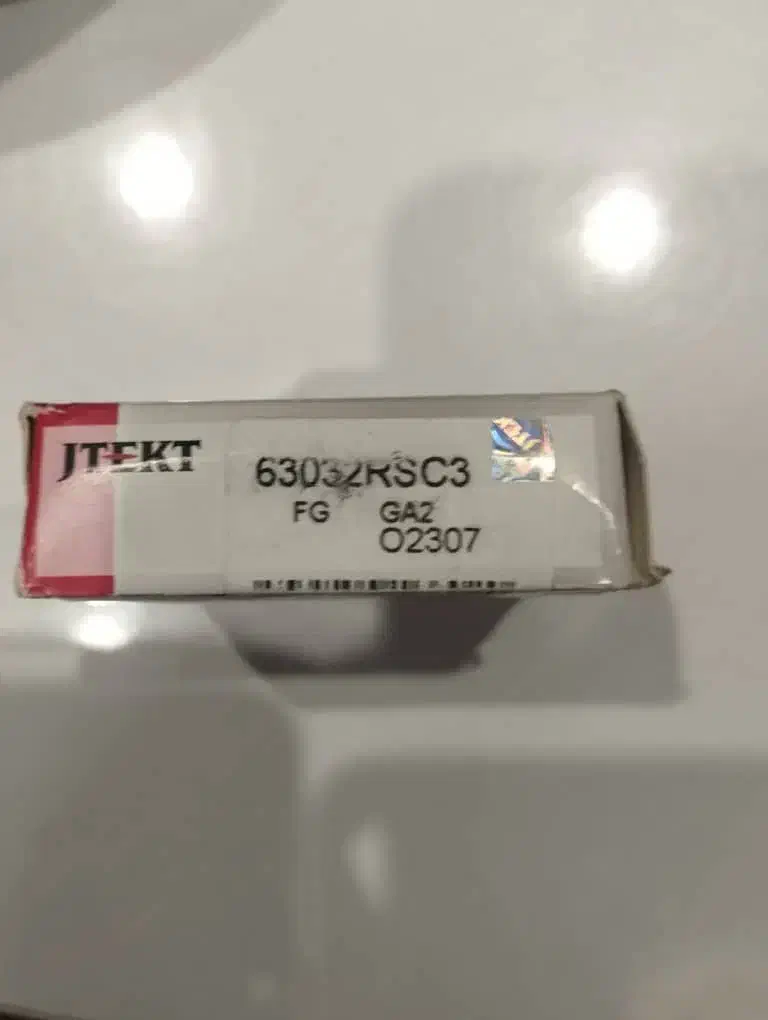 JTEKT
63032RSC3
FG GA2
O2307